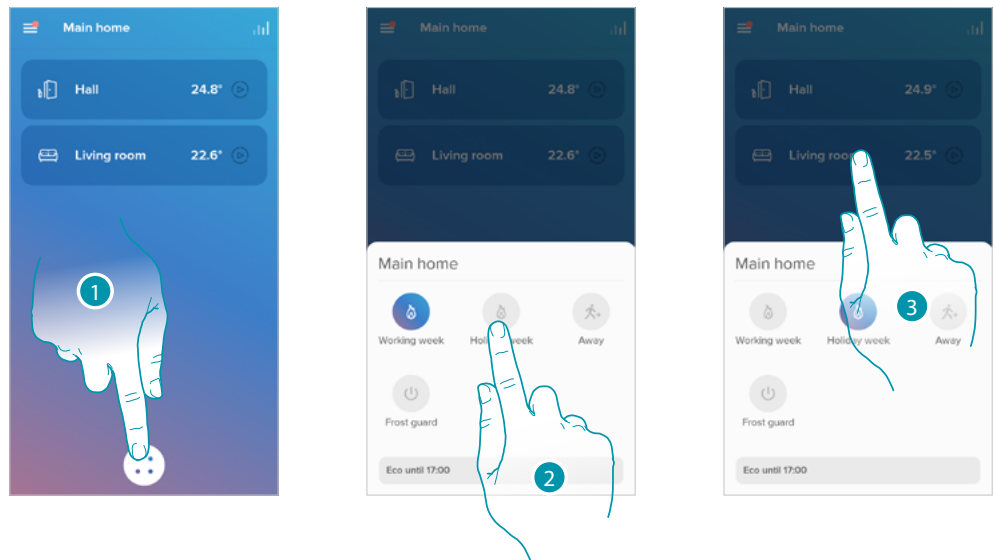 Main home
Hall 24.8°
Living room 22.6°
1
Main home
Hall 24.8°
Living room 22.6°
Main home
Working week Away
Frost guard
Eco until 17:00
2
Main home
Hall 24.9°
Living 22.5°
Main home
3
Working week Holiday week Away
Frost guard
Eco until 17:00